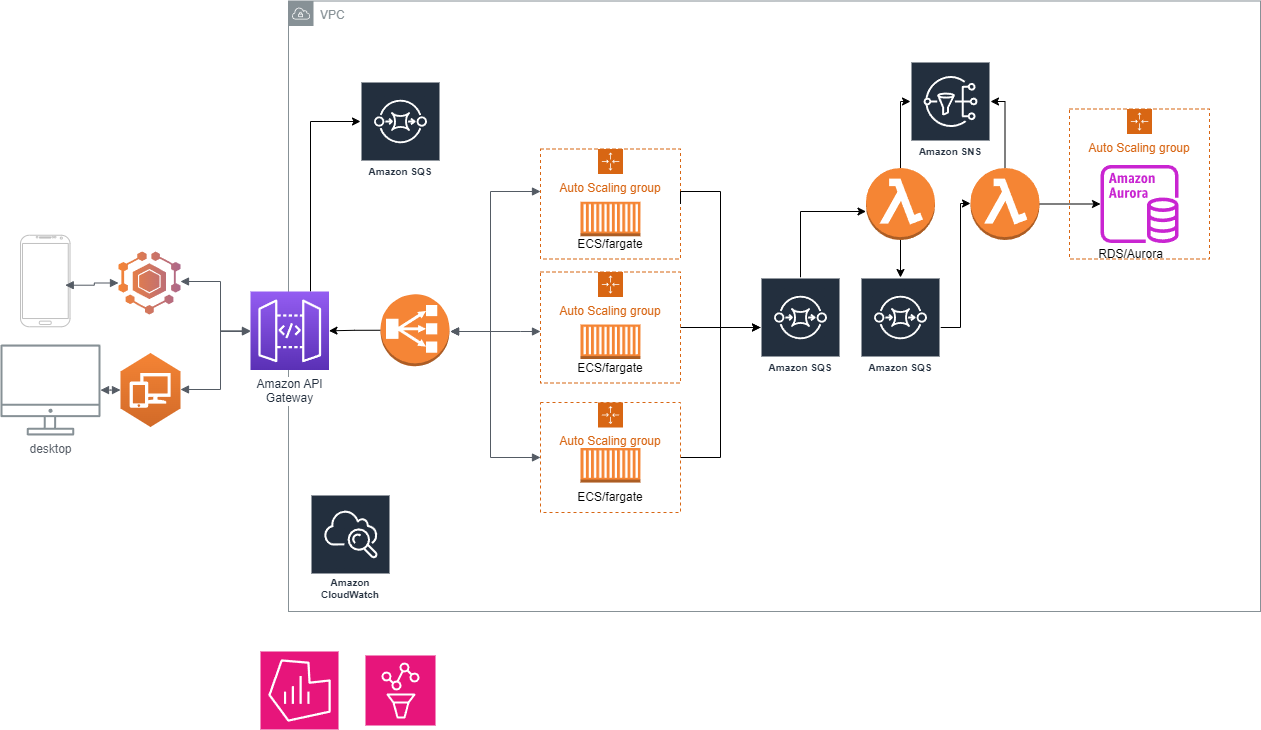 VPC
Amazon SQS
Amazon SNS
Auto Scaling group
Amazon
Aurora
RDS/Aurora
Auto Scaling group
ECS/fargate
Auto Scaling group
ECS/fargate
Amazon SQS
Amazon SQS
Amazon API
Gateway
desktop
Auto Scaling group
ECS/fargate
Amazon
CloudWatch